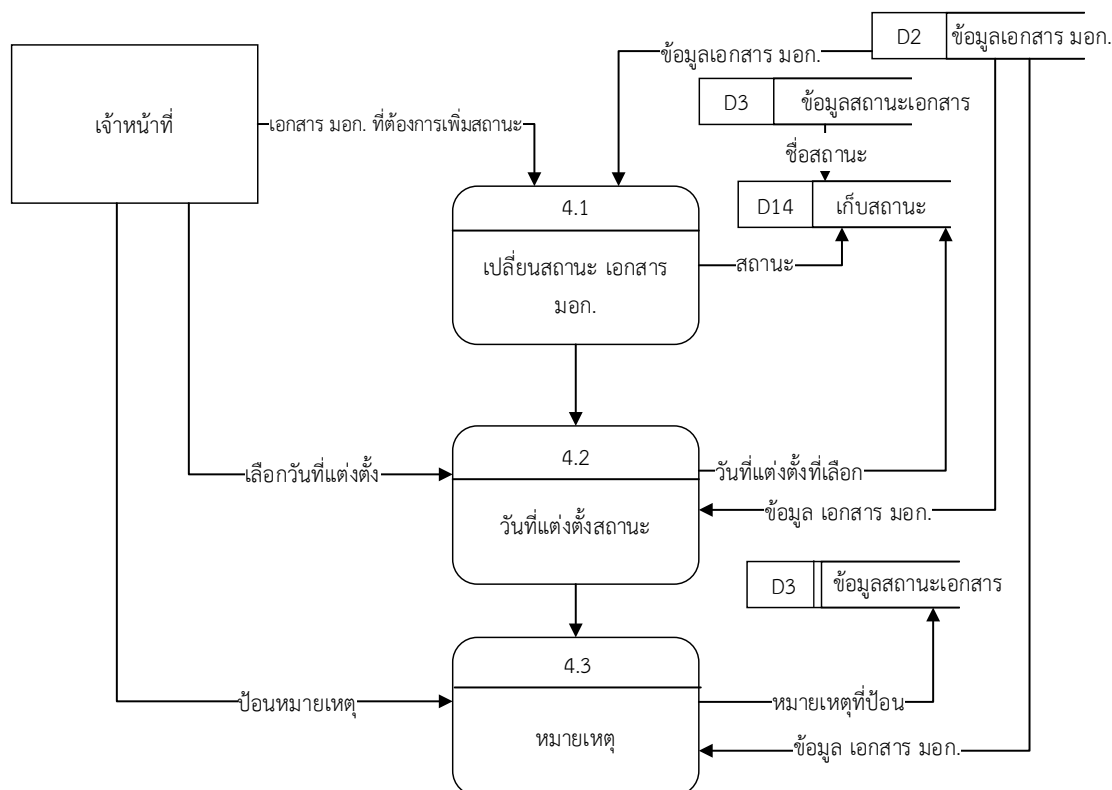 D2 ข้อมูลเอกสาร มอก.
ข้อมูลเอกสาร มอก.
D3 ข้อมูลสถานะเอกสาร
เจ้าหน้าที่
เอกสาร มอก. ที่ต้องการเพิ่มสถานะ
ชื่อสถานะ
D14 เก็บสถานะ
4.1
เปลี่ยนสถานะ เอกสาร
มอก.
สถานะ
4.2
เลือกวันที่แต่งตั้ง
วันที่แต่งตั้งที่เลือก
วันที่แต่งตั้งสถานะ
ข้อมูล เอกสาร มอก.
D3 ข้อมูลสถานะเอกสาร
4.3
ป้อนหมายเหตุ
หมายเหตุที่ป้อน
หมายเหตุ
ข้อมูล เอกสาร มอก.